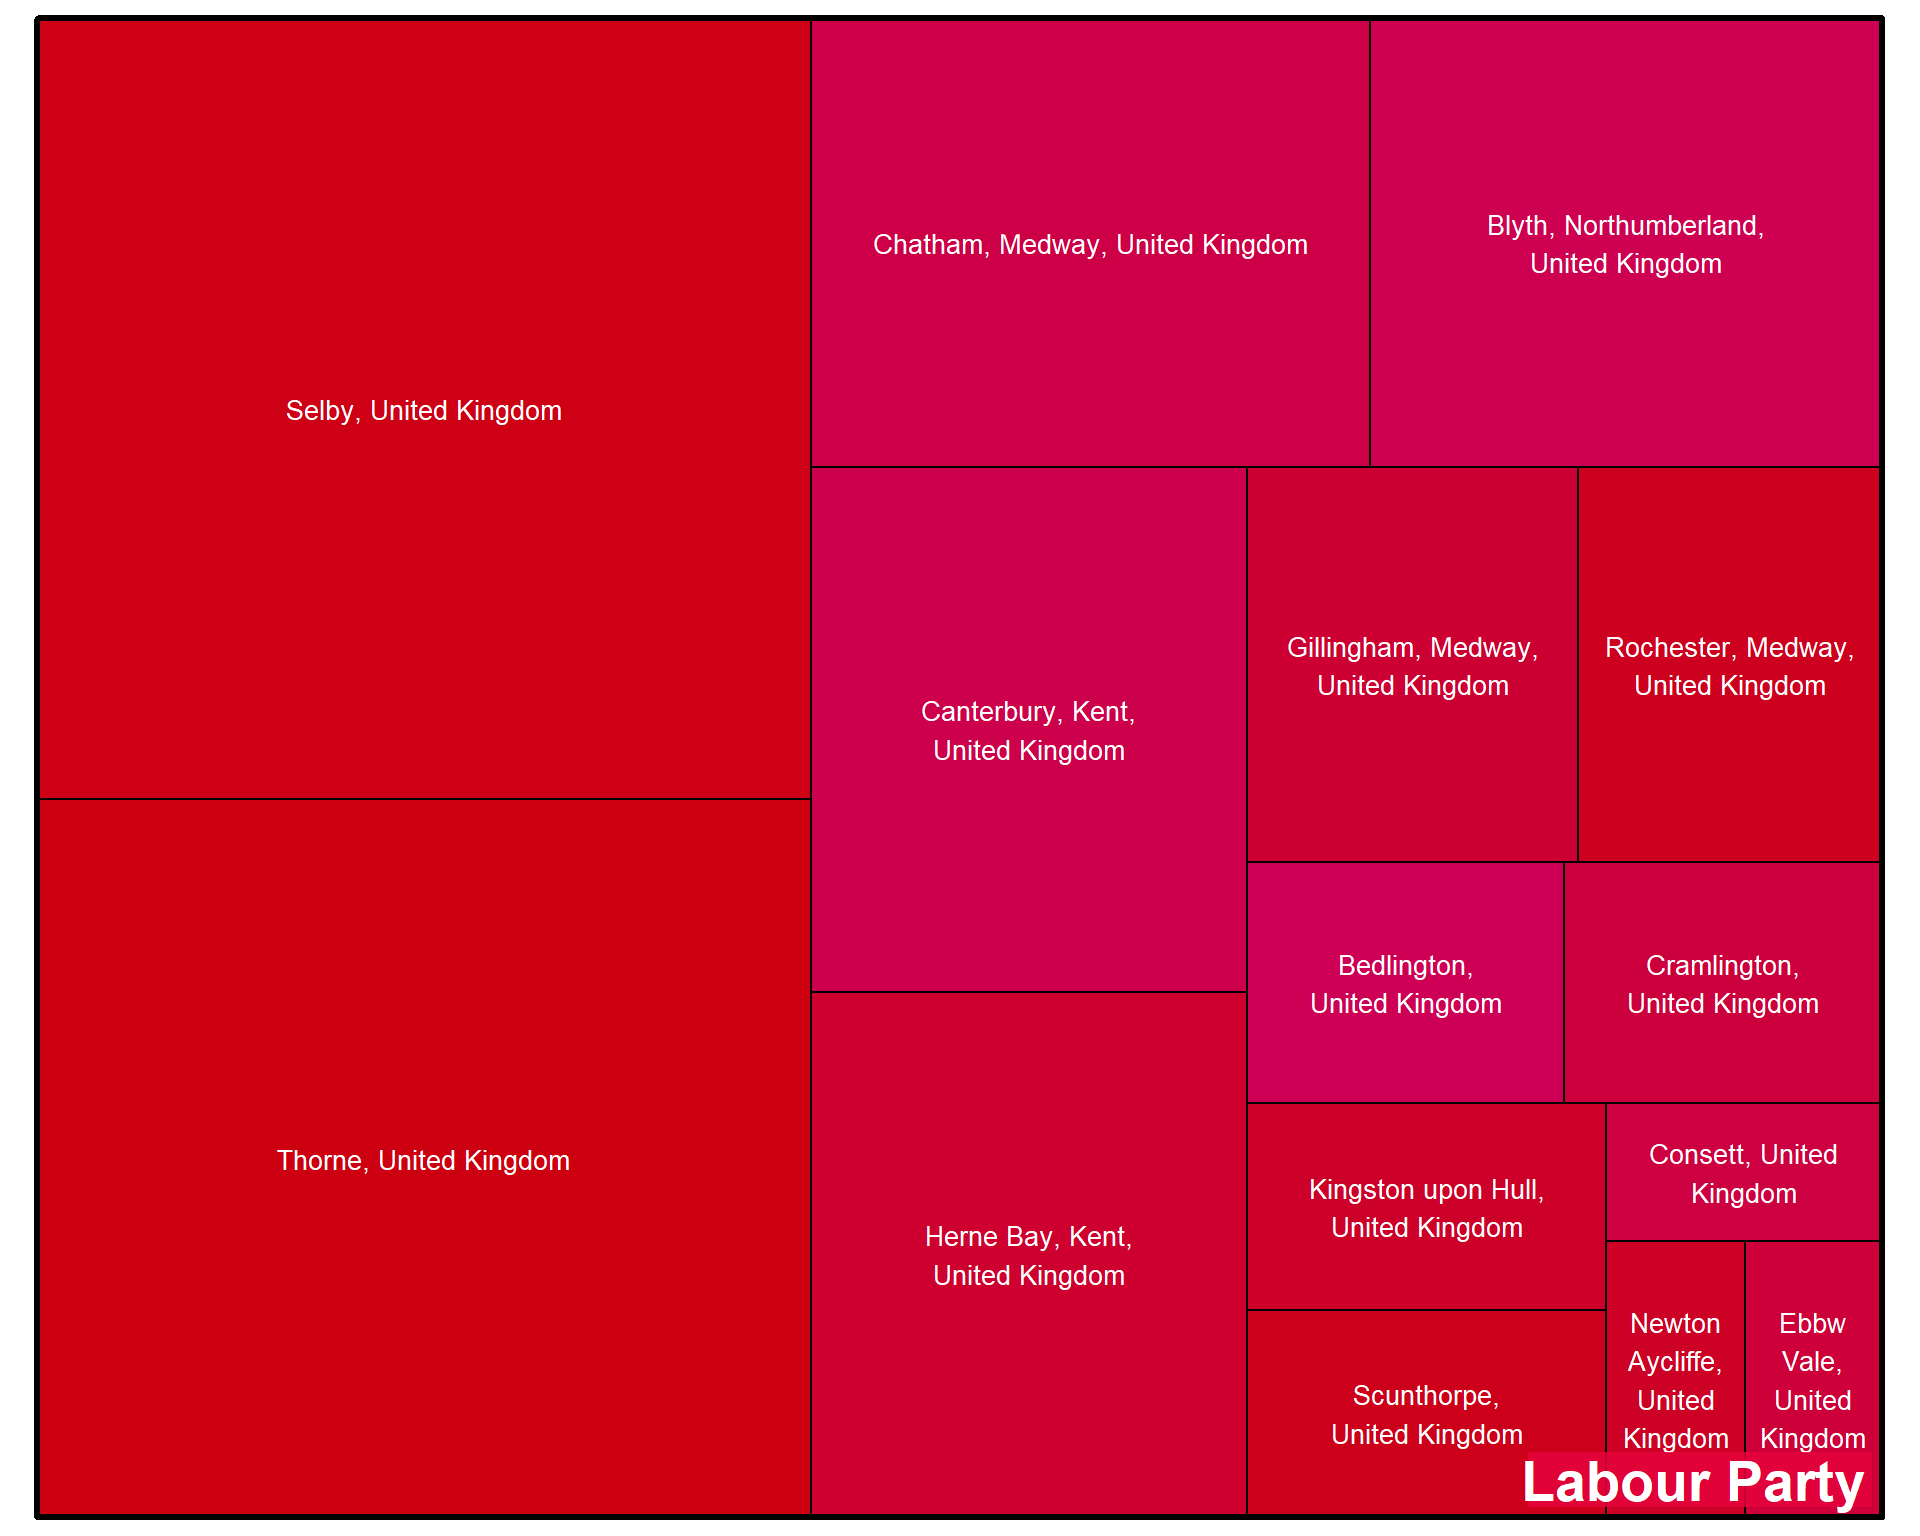 Selby, United Kingdom
Thorne, United Kingdom
Chatham, Medway, United Kingdom
Blyth, Northumberland,
United Kingdom
Canterbury, Kent,
United Kingdom
Herne Bay, Kent,
United Kingdom
Gillingham, Medway,
United Kingdom
Rochester, Medway,
United Kingdom
Bedlington,
United Kingdom
Cramlington,
United Kingdom
Kingston upon Hull,
United Kingdom
Scunthorpe,
United Kingdom
Consett, United
Kingdom
Newton
Aycliffe,
United
Kingdom
Ebbw
Vale,
United
Kingdom
Labour Party